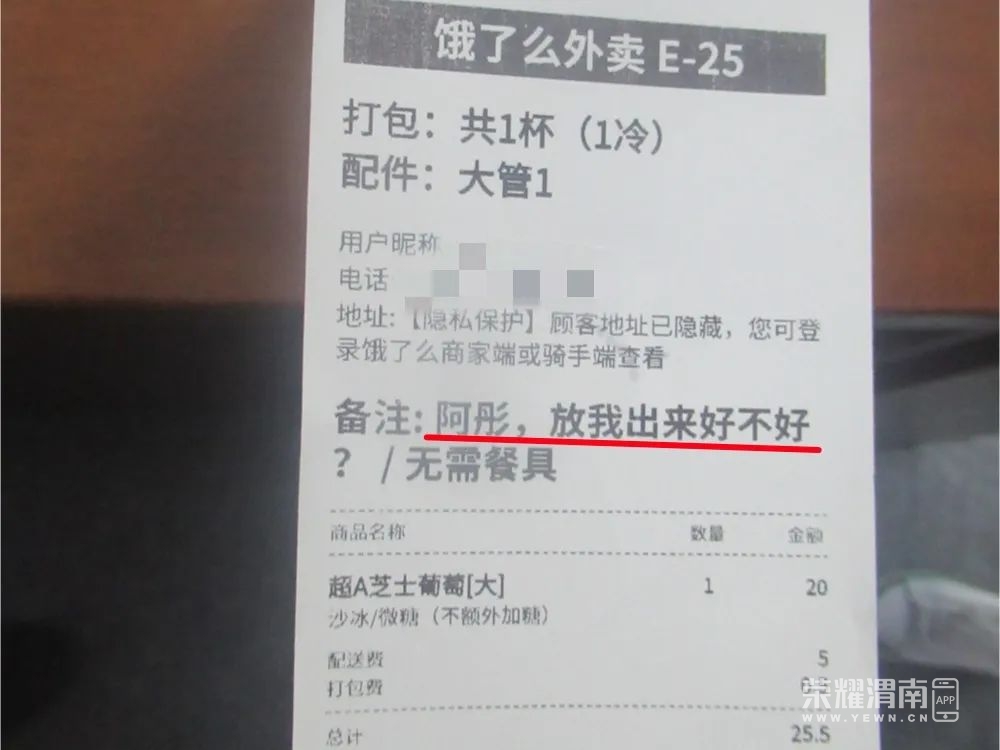 饿了么外卖 E-25
打包：共1杯（1冷）
配件：大管1
用户昵称
电话
地址:【隐私保护】顾客地址已隐藏，您可登
录饿了么商家端或骑手端查看
备注: 阿彤，放我出来好不好
？ / 无需餐具
商品名称 数量 金额
超A芝士葡萄[大] 1 20
沙冰/微糖（不额外加糖）
配送费 5
打包费
总计 25.5
荣耀渭南 APP
WWW.YEWN.CN